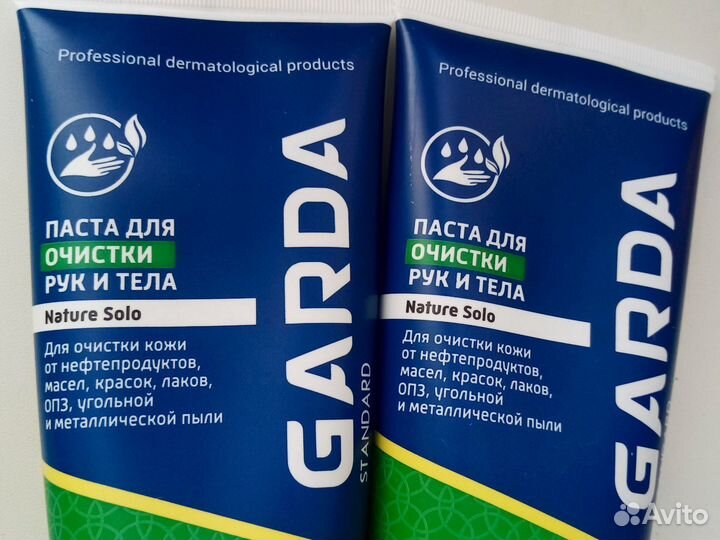 Professional dermatological products
ПАСТА ДЛЯ
ОЧИСТКИ
РУК И ТЕЛА
Nature Solo
Для очистки кожи
от нефтепродуктов,
масел, красок, лаков,
ОПЗ, угольной
и металлической пыли
GARDA
STANDARD
Professional dermatological products
ПАСТА ДЛЯ
ОЧИСТКИ
РУК И ТЕЛА
Nature Solo
Для очистки кожи
от нефтепродуктов,
масел, красок, лаков,
ОПЗ, угольной
и металлической пыли
GARDA
Avito